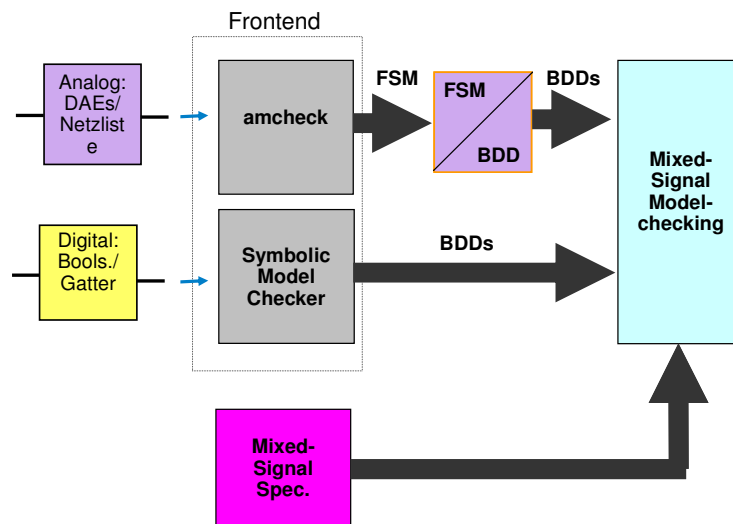 Frontend
Analog:
DAEs/
Netzlist
e
amcheck
FSM
FSM
BDD
BDDs
Mixed-
Signal
Model-
checking
Digital:
Bools./
Gatter
Symbolic
Model
Checker
BDDs
Mixed-
Signal
Spec.